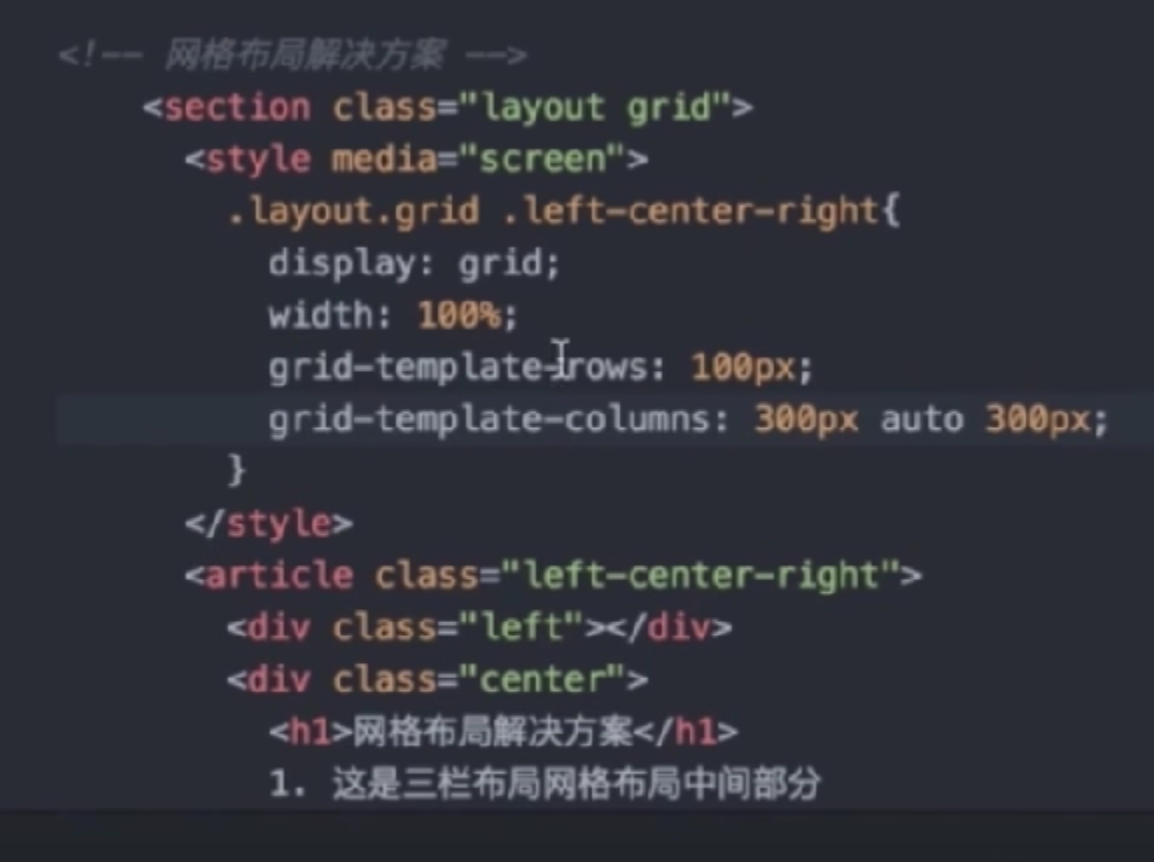 <!-- 网格布局解决方案 -->
<section class="layout grid">
<style media="screen">
.layout.grid .left-center-right{
display: grid;
width: 100%;
grid-template-rows: 100px;
grid-template-columns: 300px auto 300px;
}
</style>
<article class="left-center-right">
<div class="left"></div>
<div class="center">
<h1>网格布局解决方案</h1>
1. 这是三栏布局网格布局中间部分